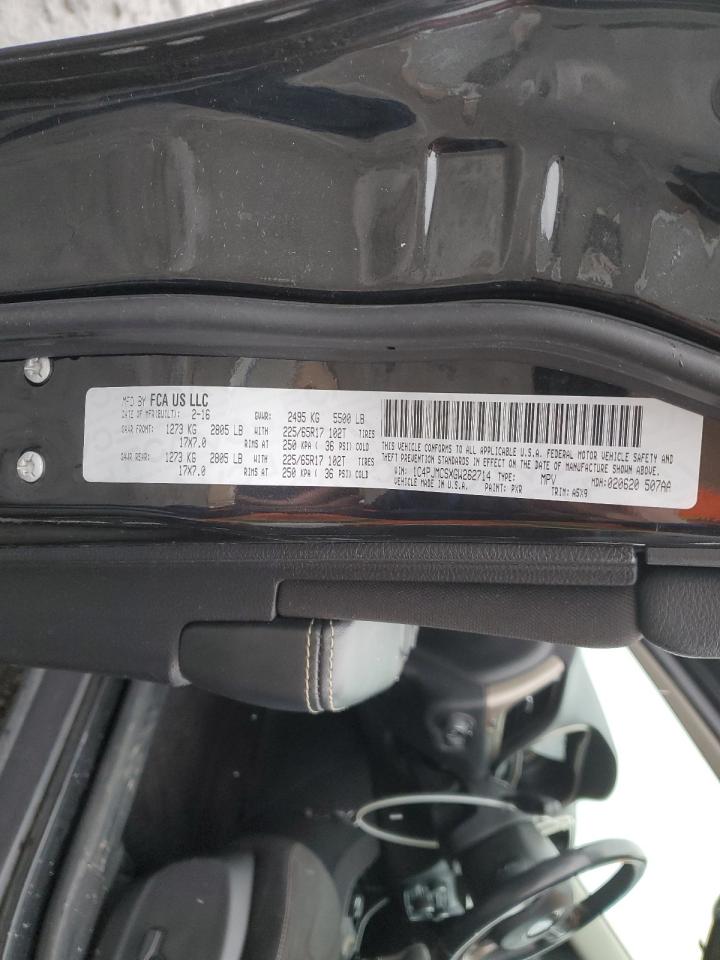 MFD BY FCA US LLC
DATE OF MFR(BUILT): 2-16 GVWR: 2495 KG 5500 LB
GAWR FRONT: 1273 KG 2805 LB WITH 225/65R17 102T TIRES
17X7.0 RIMS AT 250 KPA ( 36 PSI) COLD
GAWR REAR: 1273 KG 2805 LB WITH 225/65R17 102T TIRES
17X7.0 RIMS AT 250 KPA ( 36 PSI) COLD
THIS VEHICLE CONFORMS TO ALL APPLICABLE U.S.A. FEDERAL MOTOR VEHICLE SAFETY AND
THEFT PREVENTION STANDARDS IN EFFECT ON THE DATE OF MANUFACTURE SHOWN ABOVE.
VIN: 1C4PJMCSXGW262714 TYPE: MPV MDH: 020620 507AA
VEHICLE MADE IN U.S.A. PAINT: PXR TRIM: A5X9